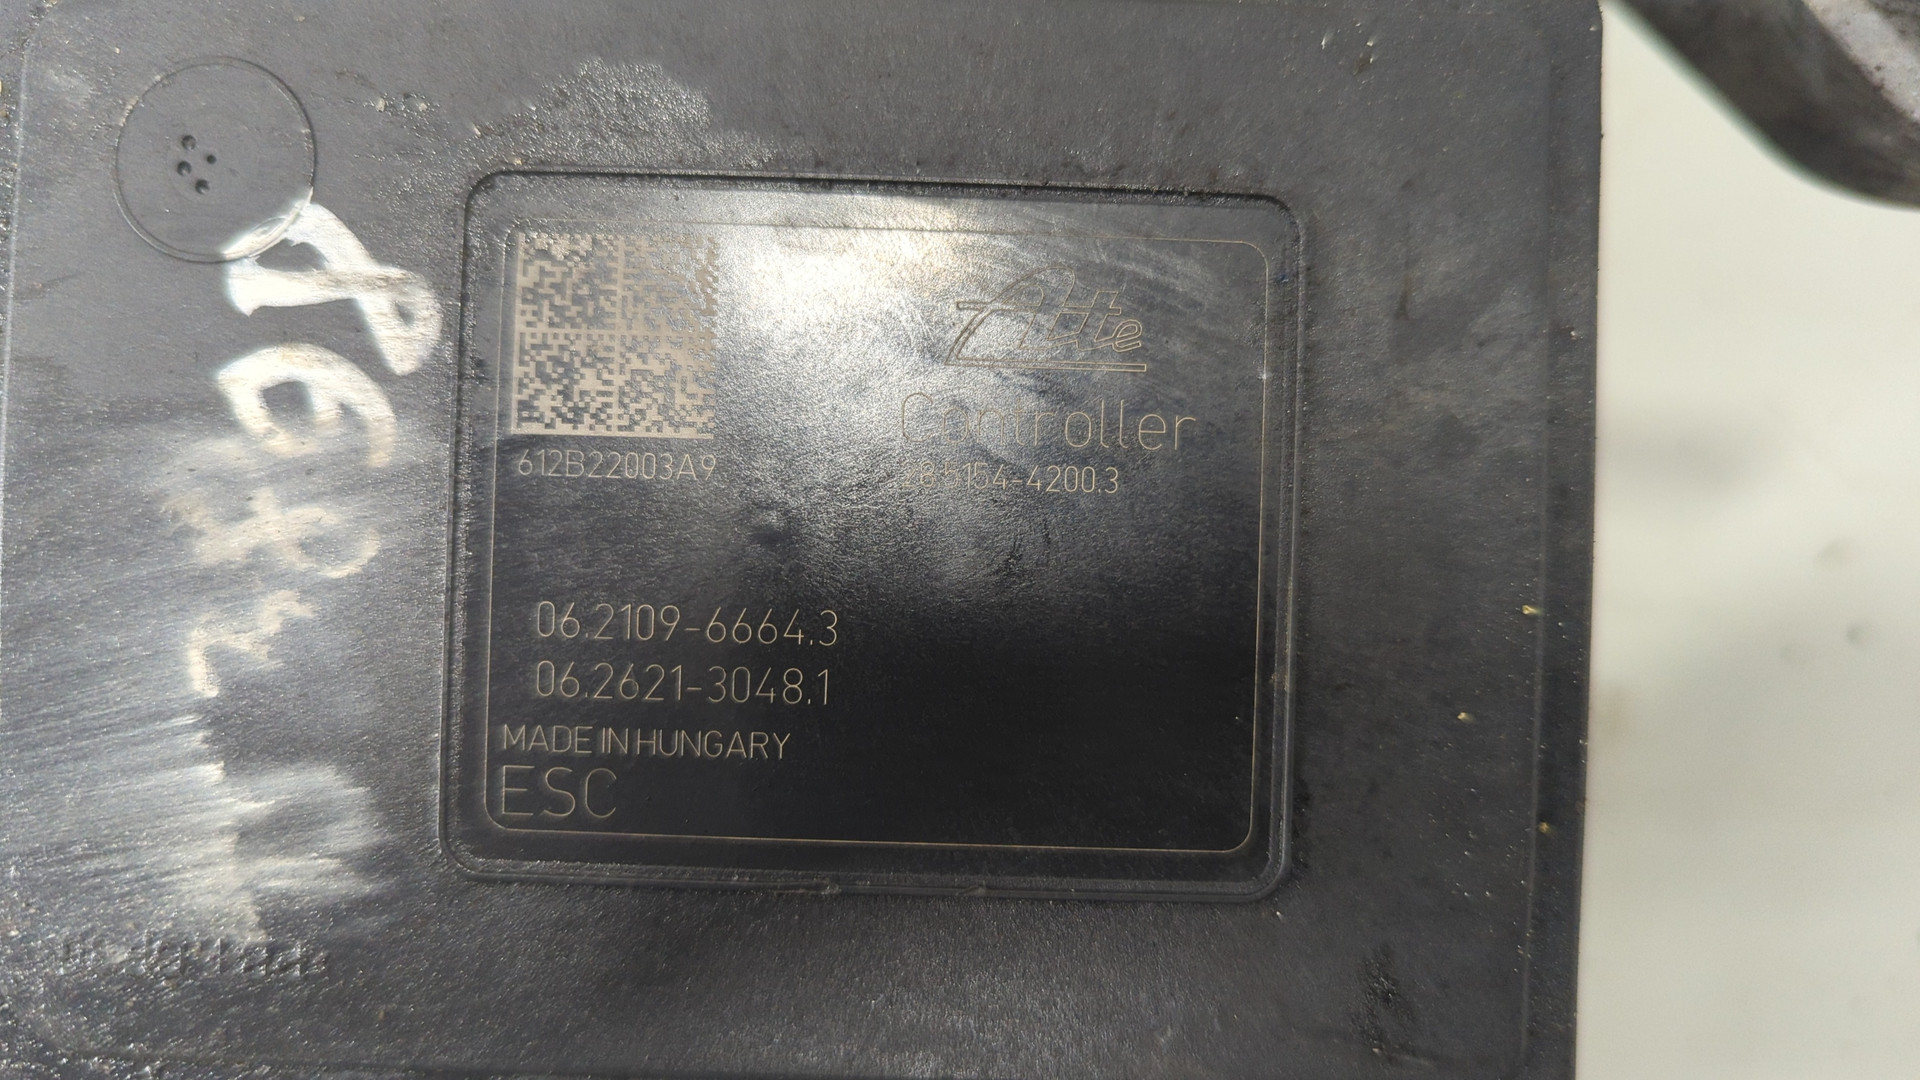 Ate
Controller
612B22003A9
28.5154-4200.3
06.2109-6664.3
06.2621-3048.1
MADE IN HUNGARY
ESC